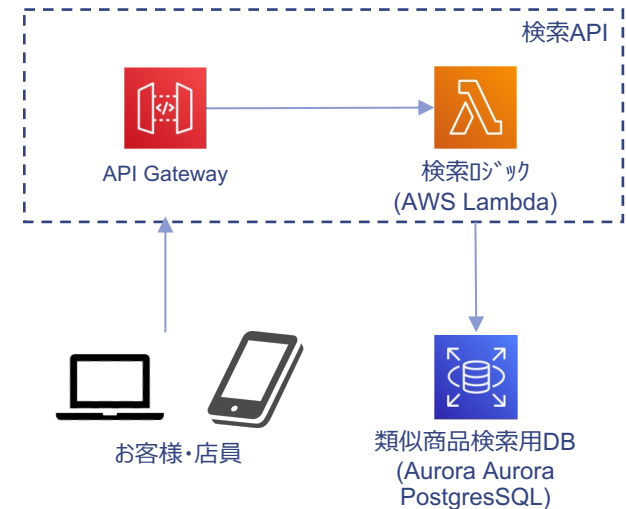 検索API
API Gateway
検索ﾛｼﾞｯｸ
(AWS Lambda)
お客様・店員
類似商品検索用DB
(Aurora Aurora
PostgresSQL)